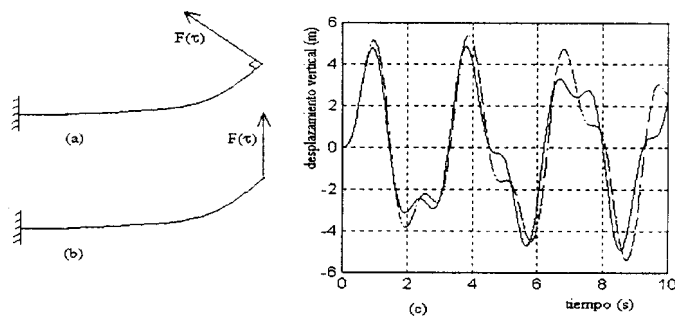 F(τ)
(a)
F(τ)
(b)
desplazamiento vertical (m)
6
4
2
0
-2
-4
-6
0
2
4
6
8
10
(c)
tiempo (s)